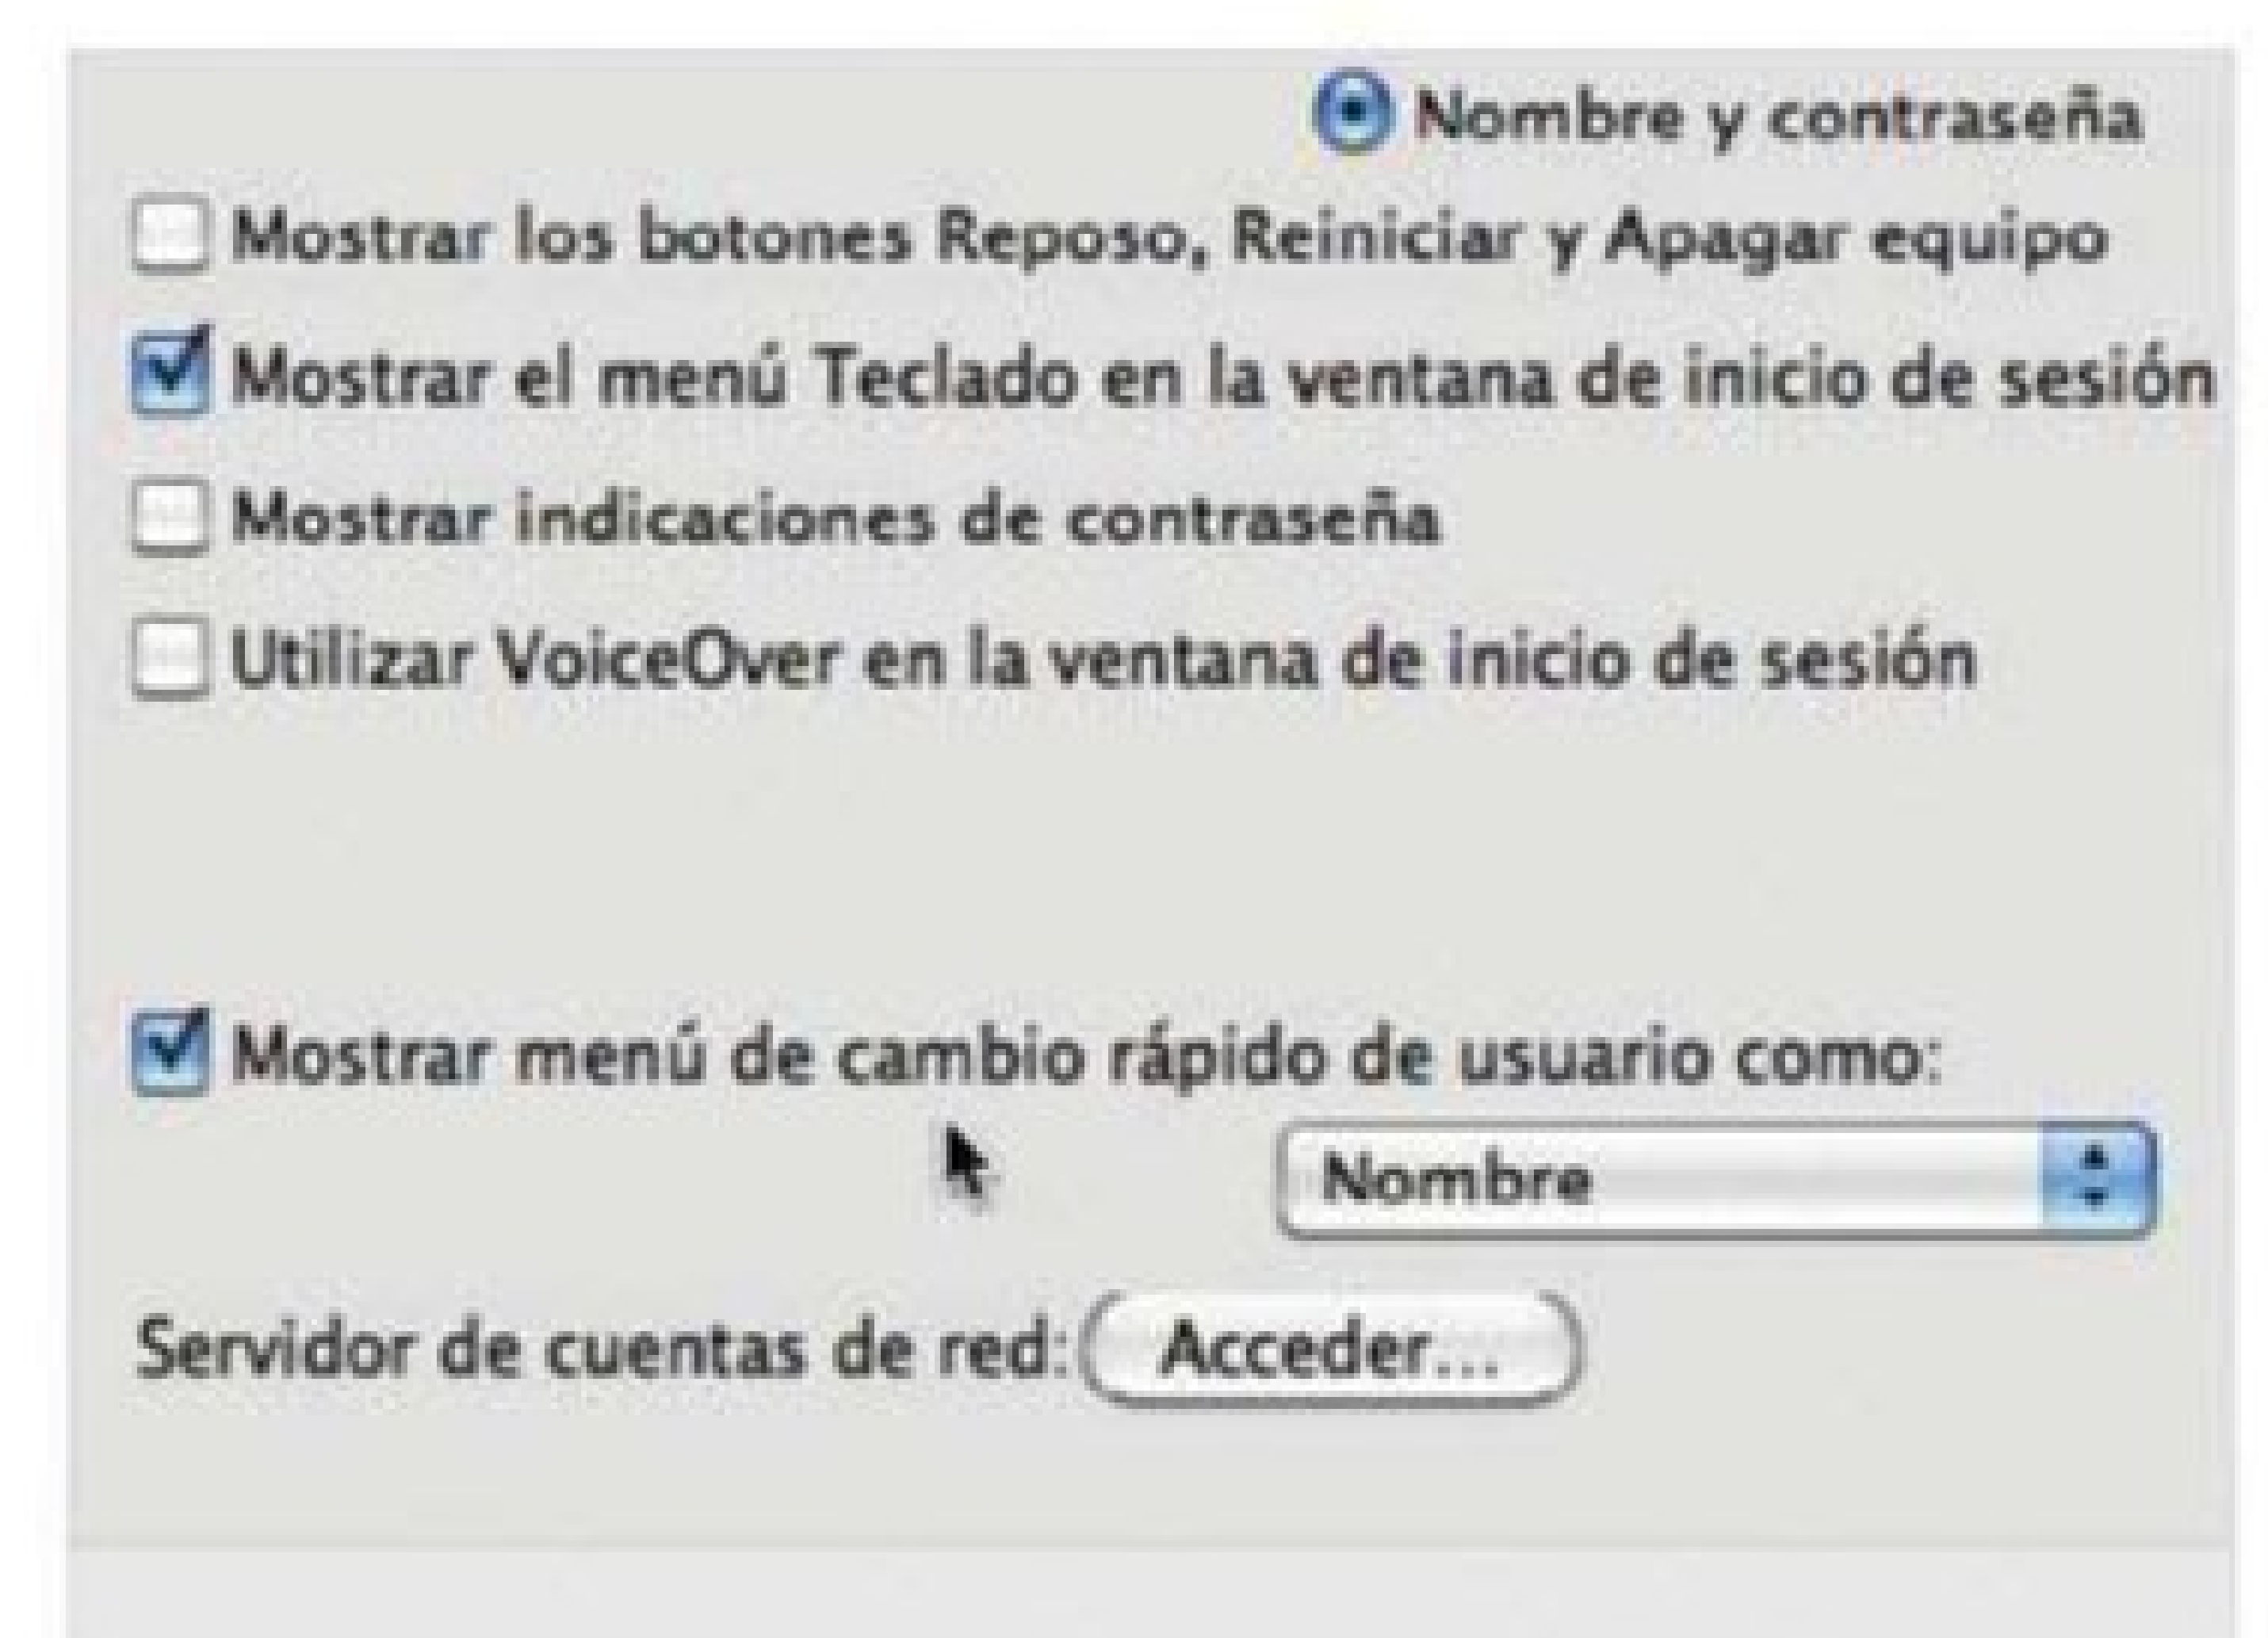 Nombre y contraseña
Mostrar los botones Reposo, Reiniciar y Apagar equipo
Mostrar el menú Teclado en la ventana de inicio de sesión
Mostrar indicaciones de contraseña
Utilizar VoiceOver en la ventana de inicio de sesión
Mostrar menú de cambio rápido de usuario como:
Nombre
Servidor de cuentas de red: Acceder...